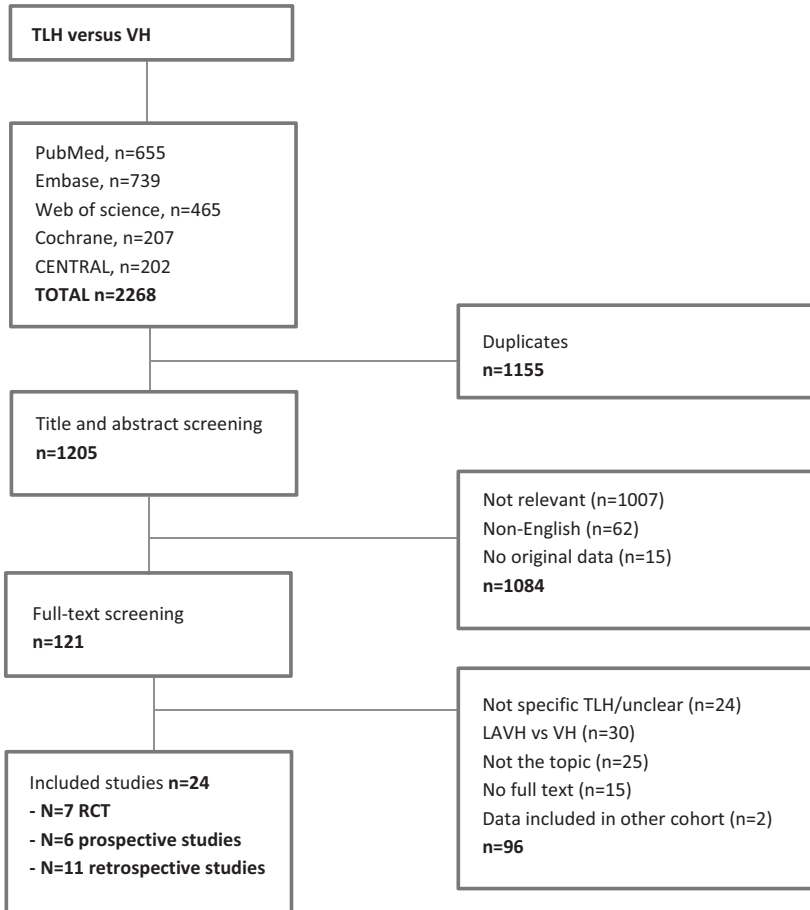 TLH versus VH
PubMed, n=655
Embase, n=739
Web of science, n=465
Cochrane, n=207
CENTRAL, n=202
TOTAL n=2268
Duplicates
n=1155
Title and abstract screening
n=1205
Not relevant (n=1007)
Non-English (n=62)
No original data (n=15)
n=1084
Full-text screening
n=121
Not specific TLH/unclear (n=24)
LAVH vs VH (n=30)
Not the topic (n=25)
No full text (n=15)
Data included in other cohort (n=2)
n=96
Included studies n=24
- N=7 RCT
- N=6 prospective studies
- N=11 retrospective studies